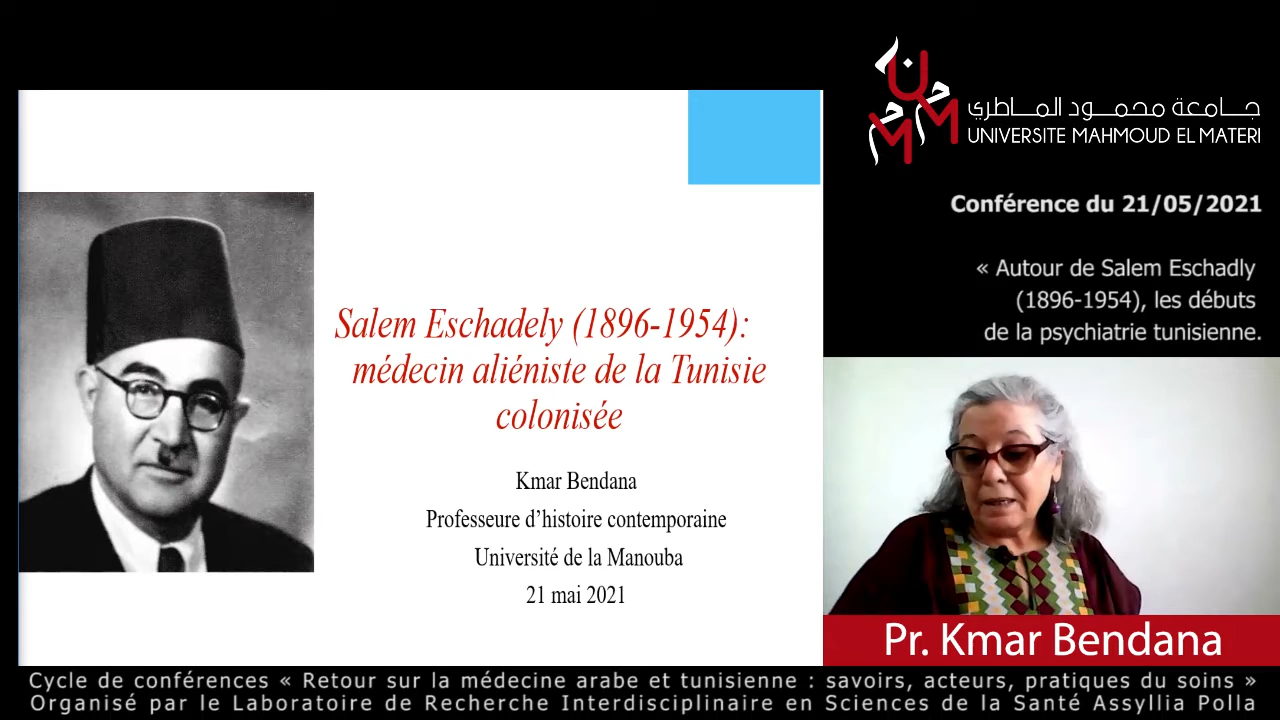 Salem Eschadely (1896-1954):
médecin aliéniste de la Tunisie
colonisée
Kmar Bendana
Professeure d’histoire contemporaine
Université de la Manouba
21 mai 2021
جامعة محمود الماطري
UNIVERSITE MAHMOUD EL MATERI
Conférence du 21/05/2021
« Autour de Salem Eschadly
(1896-1954), les débuts
de la psychiatrie tunisienne.
Pr. Kmar Bendana
Cycle de conférences « Retour sur la médecine arabe et tunisienne : savoirs, acteurs, pratiques du soins »
Organisé par le Laboratoire de Recherche Interdisciplinaire en Sciences de la Santé Assyllia Polla